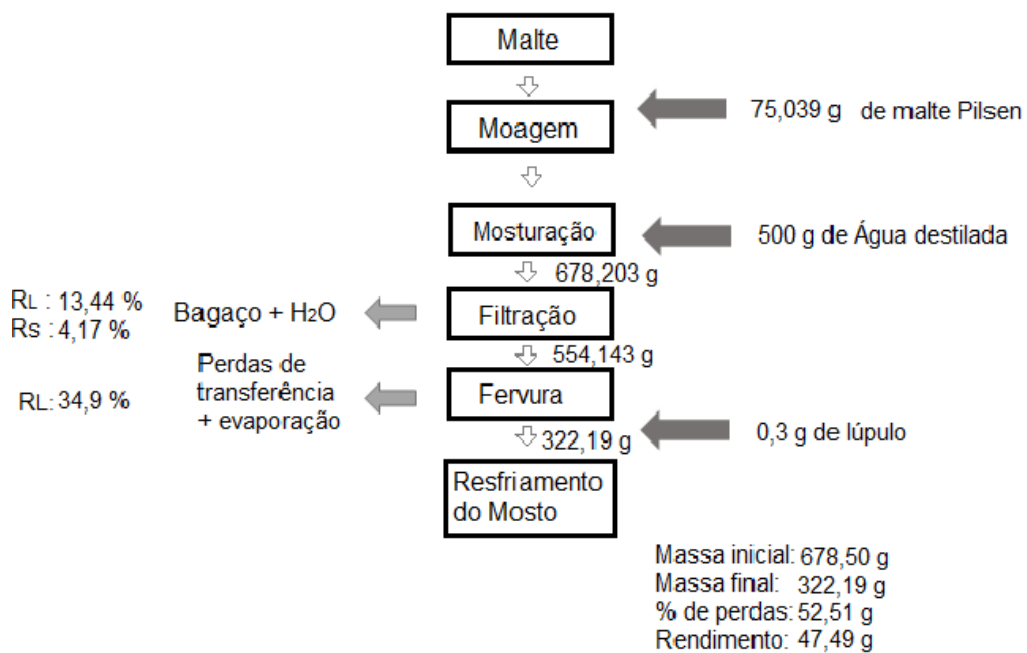 Malte
Moagem
75,039 g de malte Pilsen
Mosturação
500 g de Água destilada
678,203 g
RL : 13,44 %
Rs : 4,17 %
Bagaço + H2O
Filtração
554,143 g
RL: 34,9 %
Perdas de
transferência
+ evaporação
Fervura
322,19 g
0,3 g de lúpulo
Resfriamento
do Mosto
Massa inicial: 678,50 g
Massa final: 322,19 g
% de perdas: 52,51 g
Rendimento: 47,49 g